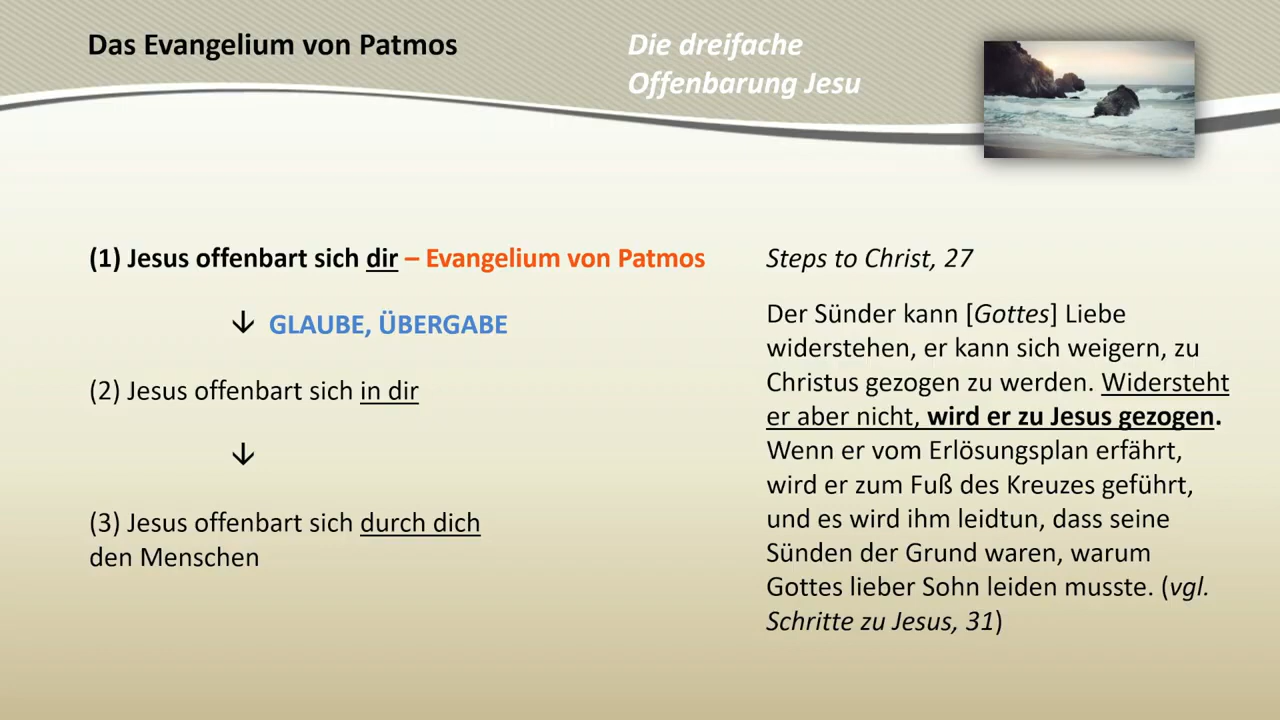 Das Evangelium von Patmos
Die dreifache
Offenbarung Jesu
(1) Jesus offenbart sich dir – Evangelium von Patmos
↓ GLAUBE, ÜBERGABE
(2) Jesus offenbart sich in dir
↓
(3) Jesus offenbart sich durch dich
den Menschen
Steps to Christ, 27
Der Sünder kann [Gottes] Liebe
widerstehen, er kann sich weigern, zu
Christus gezogen zu werden. Widersteht
er aber nicht, wird er zu Jesus gezogen.
Wenn er vom Erlösungsplan erfährt,
wird er zum Fuß des Kreuzes geführt,
und es wird ihm leidtun, dass seine
Sünden der Grund waren, warum
Gottes lieber Sohn leiden musste. (vgl.
Schritte zu Jesus, 31)